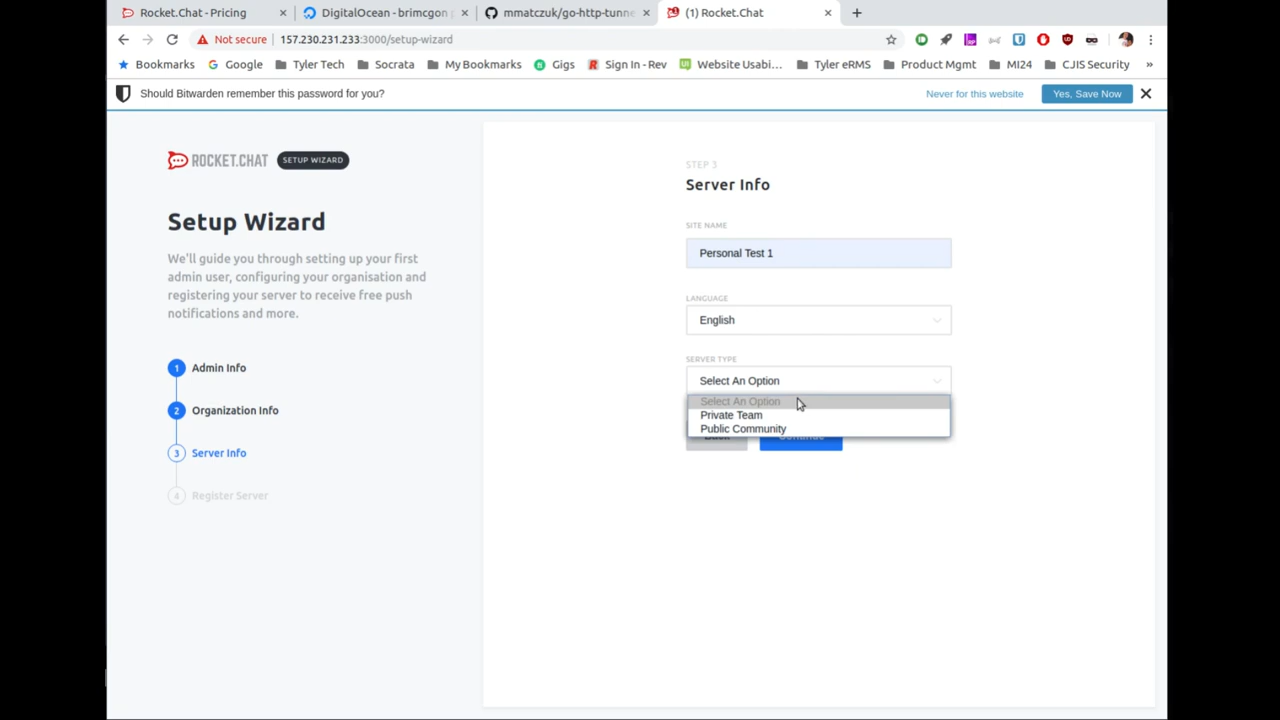 Rocket.Chat - Pricing
DigitalOcean - brimcgon
mmatczuk/go-http-tunne
(1) Rocket.Chat
Not secure
157.230.231.233:3000/setup-wizard
Bookmarks
Google
Tyler Tech
Socrata
My Bookmarks
Gigs
Sign In - Rev
Website Usabi...
Tyler eRMS
Product Mgmt
MI24
CJIS Security
»
Should Bitwarden remember this password for you?
Never for this website
Yes, Save Now
ROCKET.CHAT
SETUP WIZARD
Setup Wizard
We'll guide you through setting up your first
admin user, configuring your organisation and
registering your server to receive free push
notifications and more.
1 Admin Info
2 Organization Info
3 Server Info
4 Register Server
STEP 3
Server Info
SITE NAME
Personal Test 1
LANGUAGE
English
SERVER TYPE
Select An Option
Select An Option
Private Team
Public Community
Back
Continue